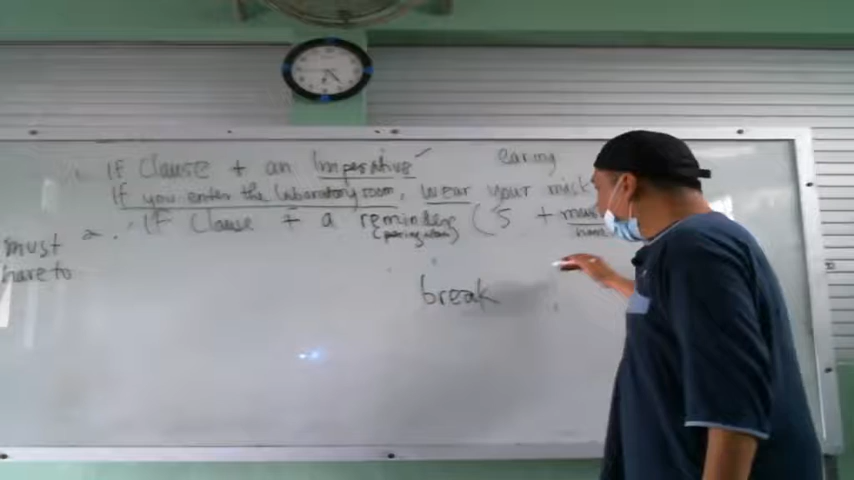 If Clause + an Imperative earing
If you enter the laboratory room, wear your
2. If Clause + a reminder (S + must
must
have to
break